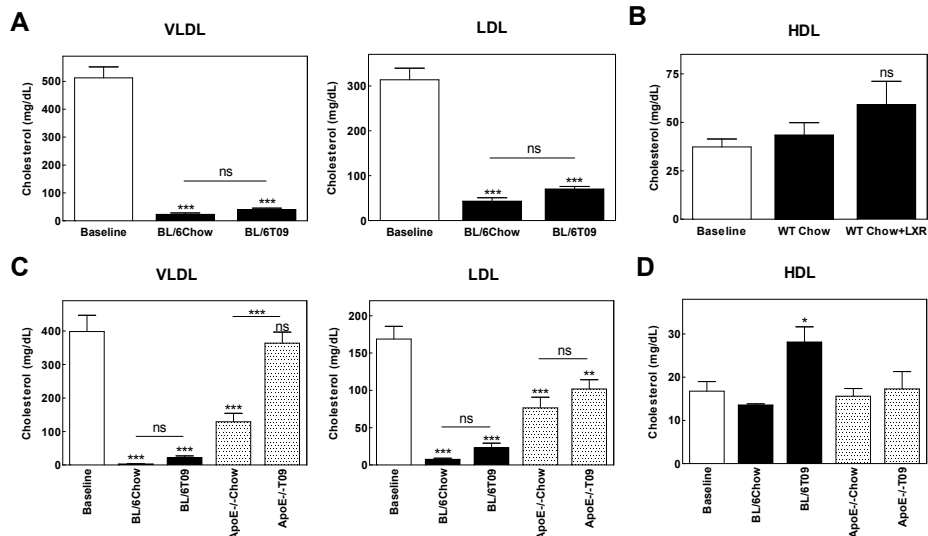 A
VLDL
Cholesterol (mg/dL)
500
400
300
200
100
0
ns
***
***
Baseline
BL/6Chow
BL/6T09
LDL
Cholesterol (mg/dL)
300
200
100
0
ns
***
***
Baseline
BL/6Chow
BL/6T09
B
HDL
Cholesterol (mg/dL)
75
50
25
0
ns
Baseline
WT Chow
WT Chow+LXR
C
VLDL
Cholesterol (mg/dL)
400
300
200
100
0
ns
***
***
***
***
ns
Baseline
BL/6Chow
BL/6T09
ApoE-/-Chow
ApoE-/-T09
LDL
Cholesterol (mg/dL)
200
150
100
50
0
ns
***
***
ns
***
**
Baseline
BL/6Chow
BL/6T09
ApoE-/-Chow
ApoE-/-T09
D
HDL
Cholesterol (mg/dL)
30
20
10
0
*
Baseline
BL/6Chow
BL/6T09
ApoE-/-Chow
ApoE-/-T09